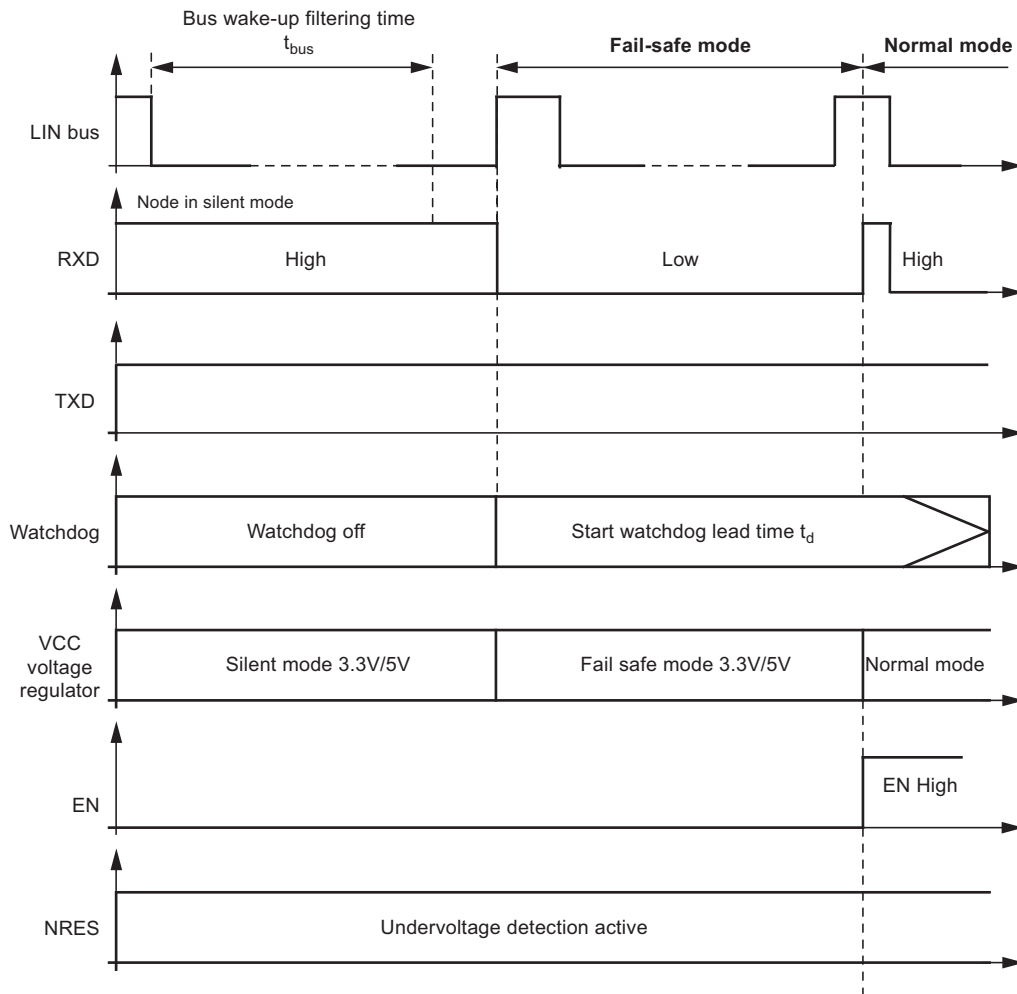 Bus wake-up filtering time
tbus
Fail-safe mode
Normal mode
LIN bus
Node in silent mode
RXD
High
Low
High
TXD
Watchdog
Watchdog off
Start watchdog lead time td
VCC
voltage
regulator
Silent mode 3.3V/5V
Fail safe mode 3.3V/5V
Normal mode
EN
EN High
NRES
Undervoltage detection active